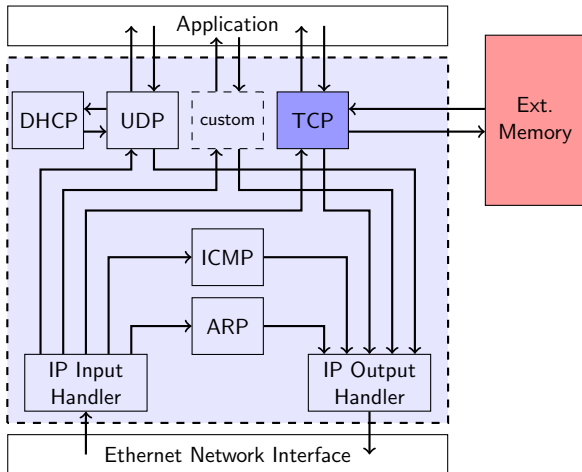 Application
DHCP
UDP
custom
TCP
Ext.
Memory
ICMP
ARP
IP Input
Handler
IP Output
Handler
Ethernet Network Interface